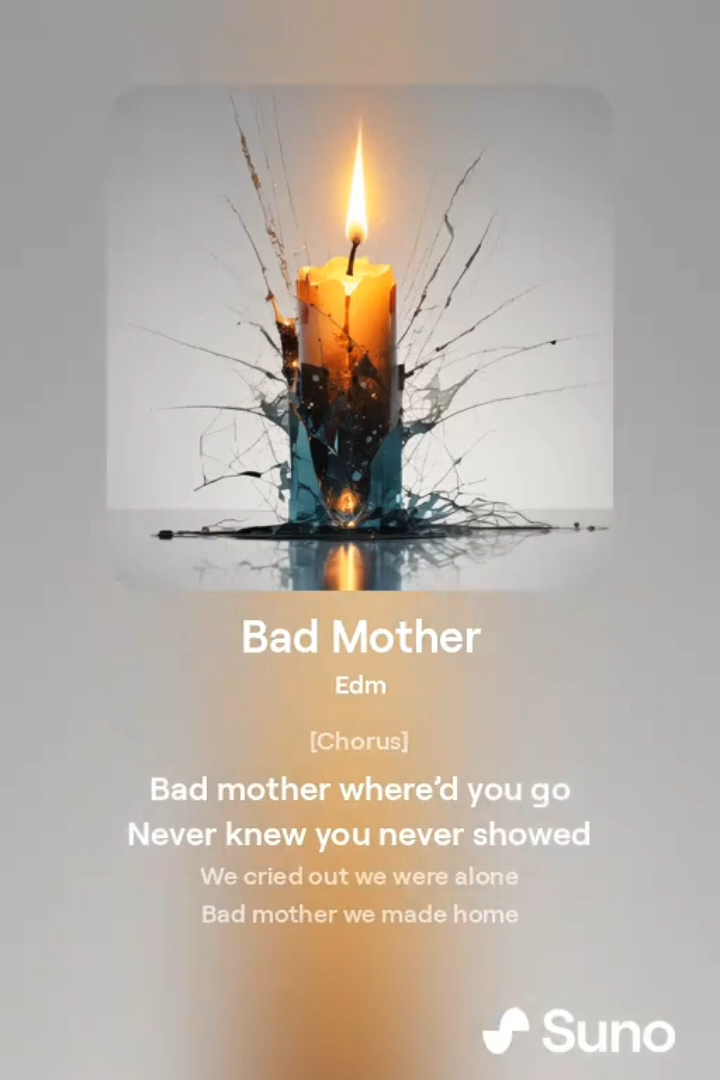 Bad Mother
Edm
[Chorus]
Bad mother where’d you go
Never knew you never showed
We cried out we were alone
Bad mother we made home
Suno